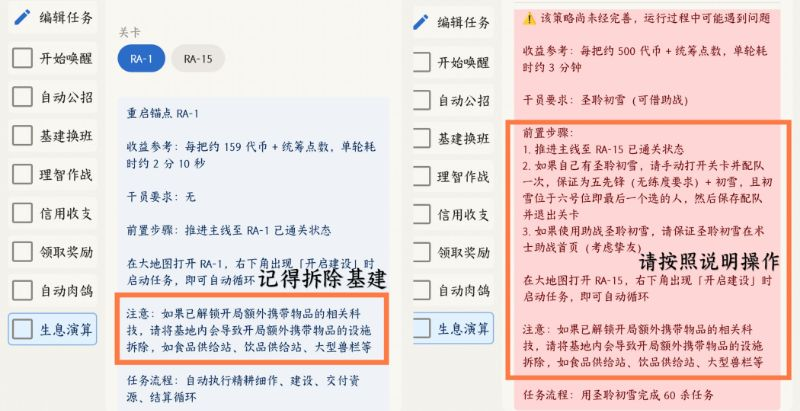 编辑任务
开始唤醒
自动公招
基建换班
理智作战
信用收支
领取奖励
自动肉鸽
生息演算
关卡
RA-1
RA-15
重启锚点 RA-1
收益参考：每把约 159 代币 + 统筹点数，单轮耗
时约 2 分 10 秒
干员要求：无
前置步骤：推进主线至 RA-1 已通关状态
在大地图打开 RA-1，右下角出现「开启建设」时
启动任务，即可自动循环
记得拆除基建
注意：如果已解锁开局额外携带物品的相关科
技，请将基地内会导致开局额外携带物品的设施
拆除，如食品供给站、饮品供给站、大型兽栏等
任务流程：自动执行精耕细作、建设、交付资
源、结算循环
编辑任务
开始唤醒
自动公招
基建换班
理智作战
信用收支
领取奖励
自动肉鸽
生息演算
⚠️ 该策略尚未经完善，运行过程中可能遇到问题
收益参考：每把约 500 代币 + 统筹点数，单轮耗
时约 3 分钟
干员要求：圣聆初雪（可借助战）
前置步骤：
1. 推进主线至 RA-15 已通关状态
2. 如果自己有圣聆初雪，请手动打开关卡并配队
一次，保证为五先锋（无练度要求）+ 初雪，且初
雪位于六号位即最后一个选的人，然后保存配队
并退出关卡
3. 如果使用助战圣聆初雪，请保证圣聆初雪在术
士助战首页（考虑挚友）
请按照说明操作
在大地图打开 RA-15，右下角出现「开启建设」时
启动任务，即可自动循环
注意：如果已解锁开局额外携带物品的相关科
技，请将基地内会导致开局额外携带物品的设施
拆除，如食品供给站、饮品供给站、大型兽栏等
任务流程：用圣聆初雪完成 60 杀任务